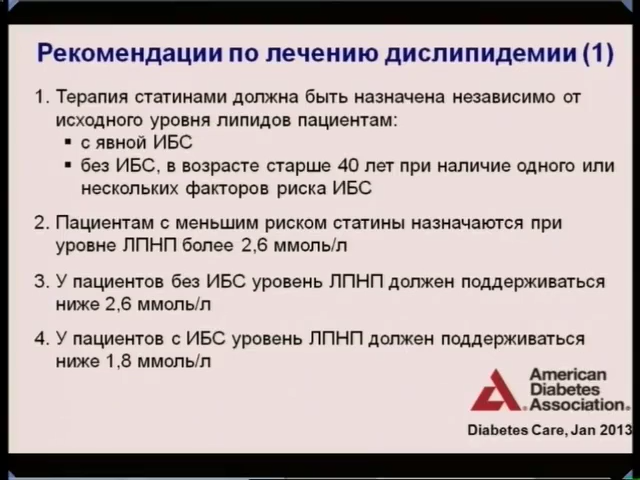 Рекомендации по лечению дислипидемии (1)
1. Терапия статинами должна быть назначена независимо от
исходного уровня липидов пациентам:
▪ с явной ИБС
▪ без ИБС, в возрасте старше 40 лет при наличие одного или
нескольких факторов риска ИБС
2. Пациентам с меньшим риском статины назначаются при
уровне ЛПНП более 2,6 ммоль/л
3. У пациентов без ИБС уровень ЛПНП должен поддерживаться
ниже 2,6 ммоль/л
4. У пациентов с ИБС уровень ЛПНП должен поддерживаться
ниже 1,8 ммоль/л
American
Diabetes
Association.
Diabetes Care, Jan 2013